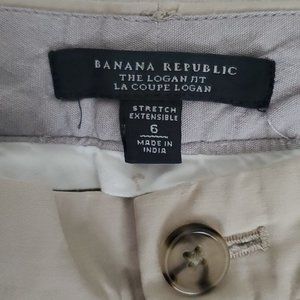 BANANA REPUBLIC
THE LOGAN FIT
LA COUPE LOGAN
STRETCH
EXTENSIBLE
6
MADE IN
INDIA